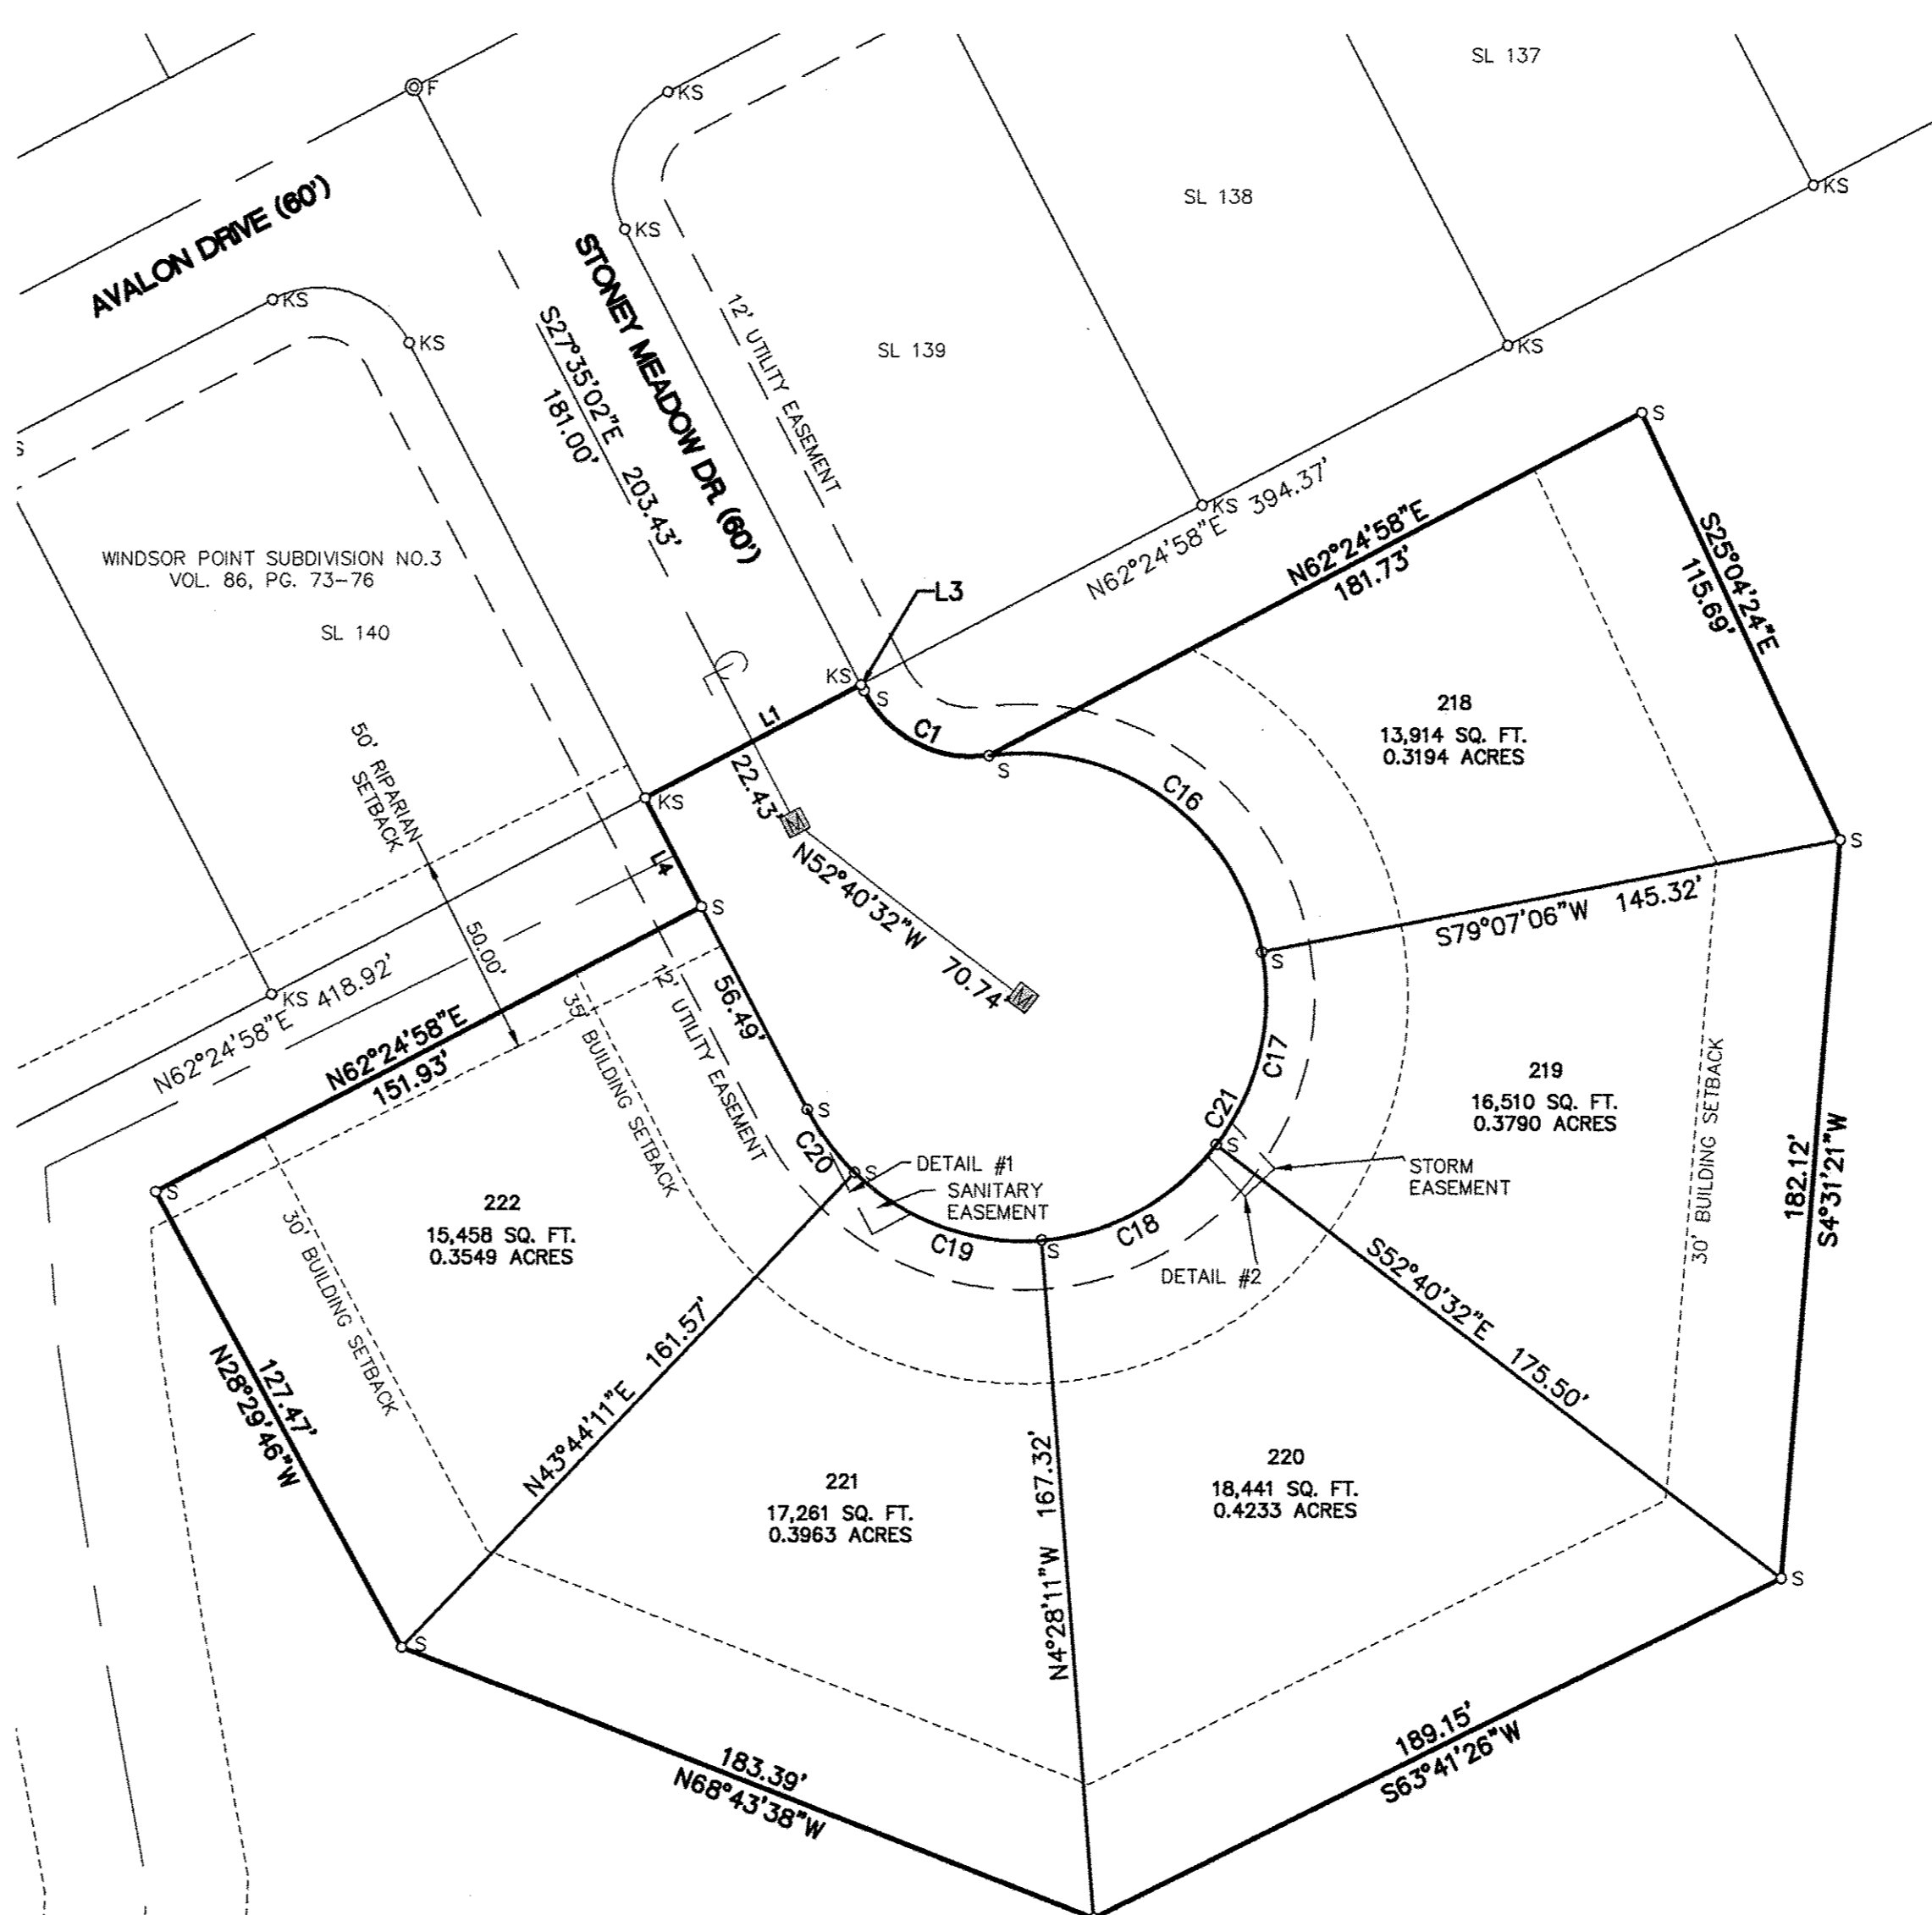 SL 137
F
KS
KS
SL 138
AVALON DRIVE (60')
KS
KS
KS
STONEY MEADOW DR. (60')
12' UTILITY EASEMENT
S27°35'02"E 203.43'
181.00'
SL 139
KS
KS
S
S
KS
N62°24'58"E 394.37'
N62°24'58"E
181.73'
S25°04'24"E
115.69'
WINDSOR POINT SUBDIVISION NO.3
VOL. 86, PG. 73-76
SL 140
L3
KS
S
L1
C1
S
218
13,914 SQ. FT.
0.3194 ACRES
50' RIPARIAN
SETBACK
22.43'
M
KS
C16
S
L4
N52°40'32"W 70.74'
M
S
S79°07'06"W 145.32'
S
50.00'
KS
N62°24'58"E 418.92'
N62°24'58"E
151.93'
35' BUILDING SETBACK
12' UTILITY EASEMENT
56.49'
C17
219
16,510 SQ. FT.
0.3790 ACRES
30' BUILDING SETBACK
182.12'
S4°31'21"W
S
C20
C21
S
S
DETAIL #1
SANITARY
EASEMENT
STORM
EASEMENT
S
222
15,458 SQ. FT.
0.3549 ACRES
C19
S
C18
DETAIL #2
30' BUILDING SETBACK
S52°40'32"E
175.50'
N43°44'11"E 161.57'
127.47'
N28°29'46"W
N4°28'11"W 167.32'
221
17,261 SQ. FT.
0.3963 ACRES
220
18,441 SQ. FT.
0.4233 ACRES
S
S
183.39'
N68°43'38"W
189.15'
S63°41'26"W